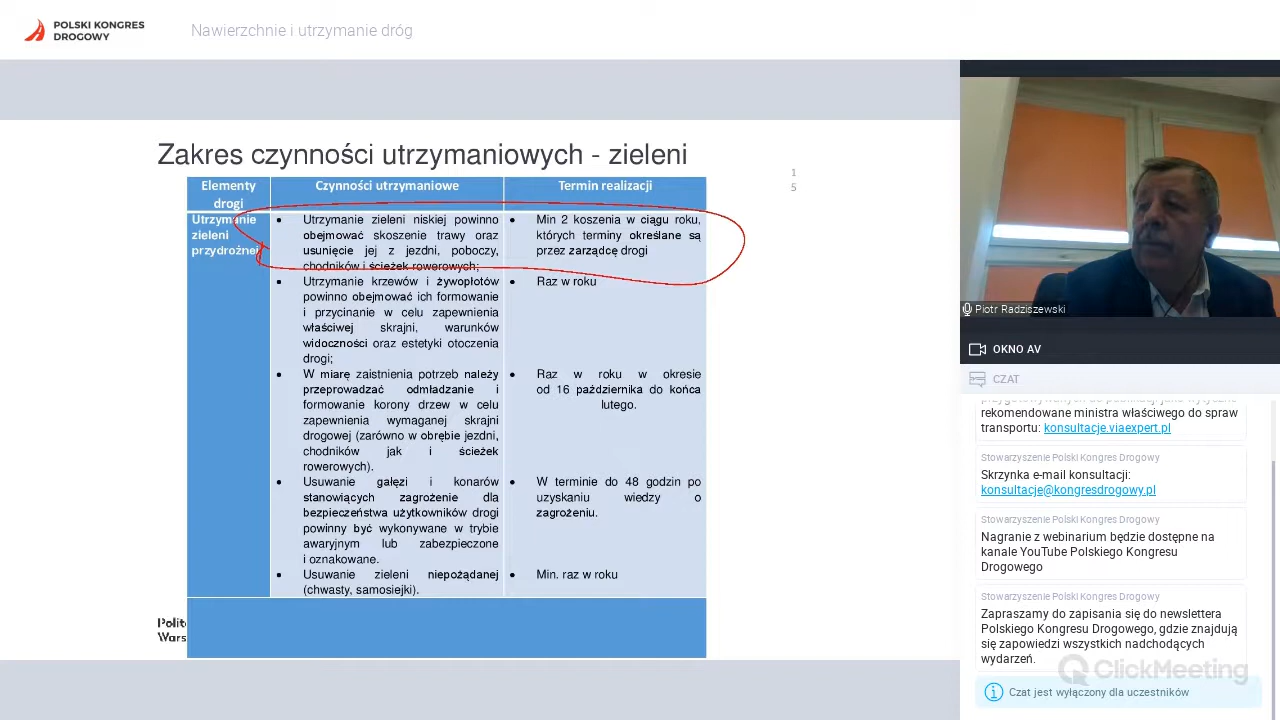 POLSKI KONGRES
DROGOWY
Nawierzchnie i utrzymanie dróg
Zakres czynności utrzymaniowych - zieleni
1
5
Elementy
drogi
Czynności utrzymaniowe
Termin realizacji
Utrzymanie
zieleni
przydrożnej
• Utrzymanie zieleni niskiej powinno
obejmować skoszenie trawy oraz
usunięcie jej z jezdni, poboczy,
chodników i ścieżek rowerowych;
• Min 2 koszenia w ciągu roku,
których terminy określane są
przez zarządcę drogi
• Utrzymanie krzewów i żywopłotów
powinno obejmować ich formowanie
i przycinanie w celu zapewnienia
właściwej skrajni, warunków
widoczności oraz estetyki otoczenia
drogi;
• Raz w roku
• W miarę zaistnienia potrzeb należy
przeprowadzać odmładzanie i
formowanie korony drzew w celu
zapewnienia wymaganej skrajni
drogowej (zarówno w obrębie jezdni,
chodników jak i ścieżek
rowerowych).
• Raz w roku w okresie
od 16 października do końca
lutego.
• Usuwanie gałęzi i konarów
stanowiących zagrożenie dla
bezpieczeństwa użytkowników drogi
powinny być wykonywane w trybie
awaryjnym lub zabezpieczone
i oznakowane.
• W terminie do 48 godzin po
uzyskaniu wiedzy o
zagrożeniu.
• Usuwanie zieleni niepożądanej
(chwasty, samosiejki).
• Min. raz w roku
Polite
Wars
Piotr Radziszewski
OKNO AV
CZAT
rekomendowane ministra właściwego do spraw
transportu: konsultacje.viaexpert.pl
Stowarzyszenie Polski Kongres Drogowy
Skrzynka e-mail konsultacji:
konsultacje@kongresdrogowy.pl
Stowarzyszenie Polski Kongres Drogowy
Nagranie z webinarium będzie dostępne na
kanale YouTube Polskiego Kongresu
Drogowego
Stowarzyszenie Polski Kongres Drogowy
Zapraszamy do zapisania się do newslettera
Polskiego Kongresu Drogowego, gdzie znajdują
się zapowiedzi wszystkich nadchodzących
wydarzeń.
ClickMeeting
Czat jest wyłączony dla uczestników